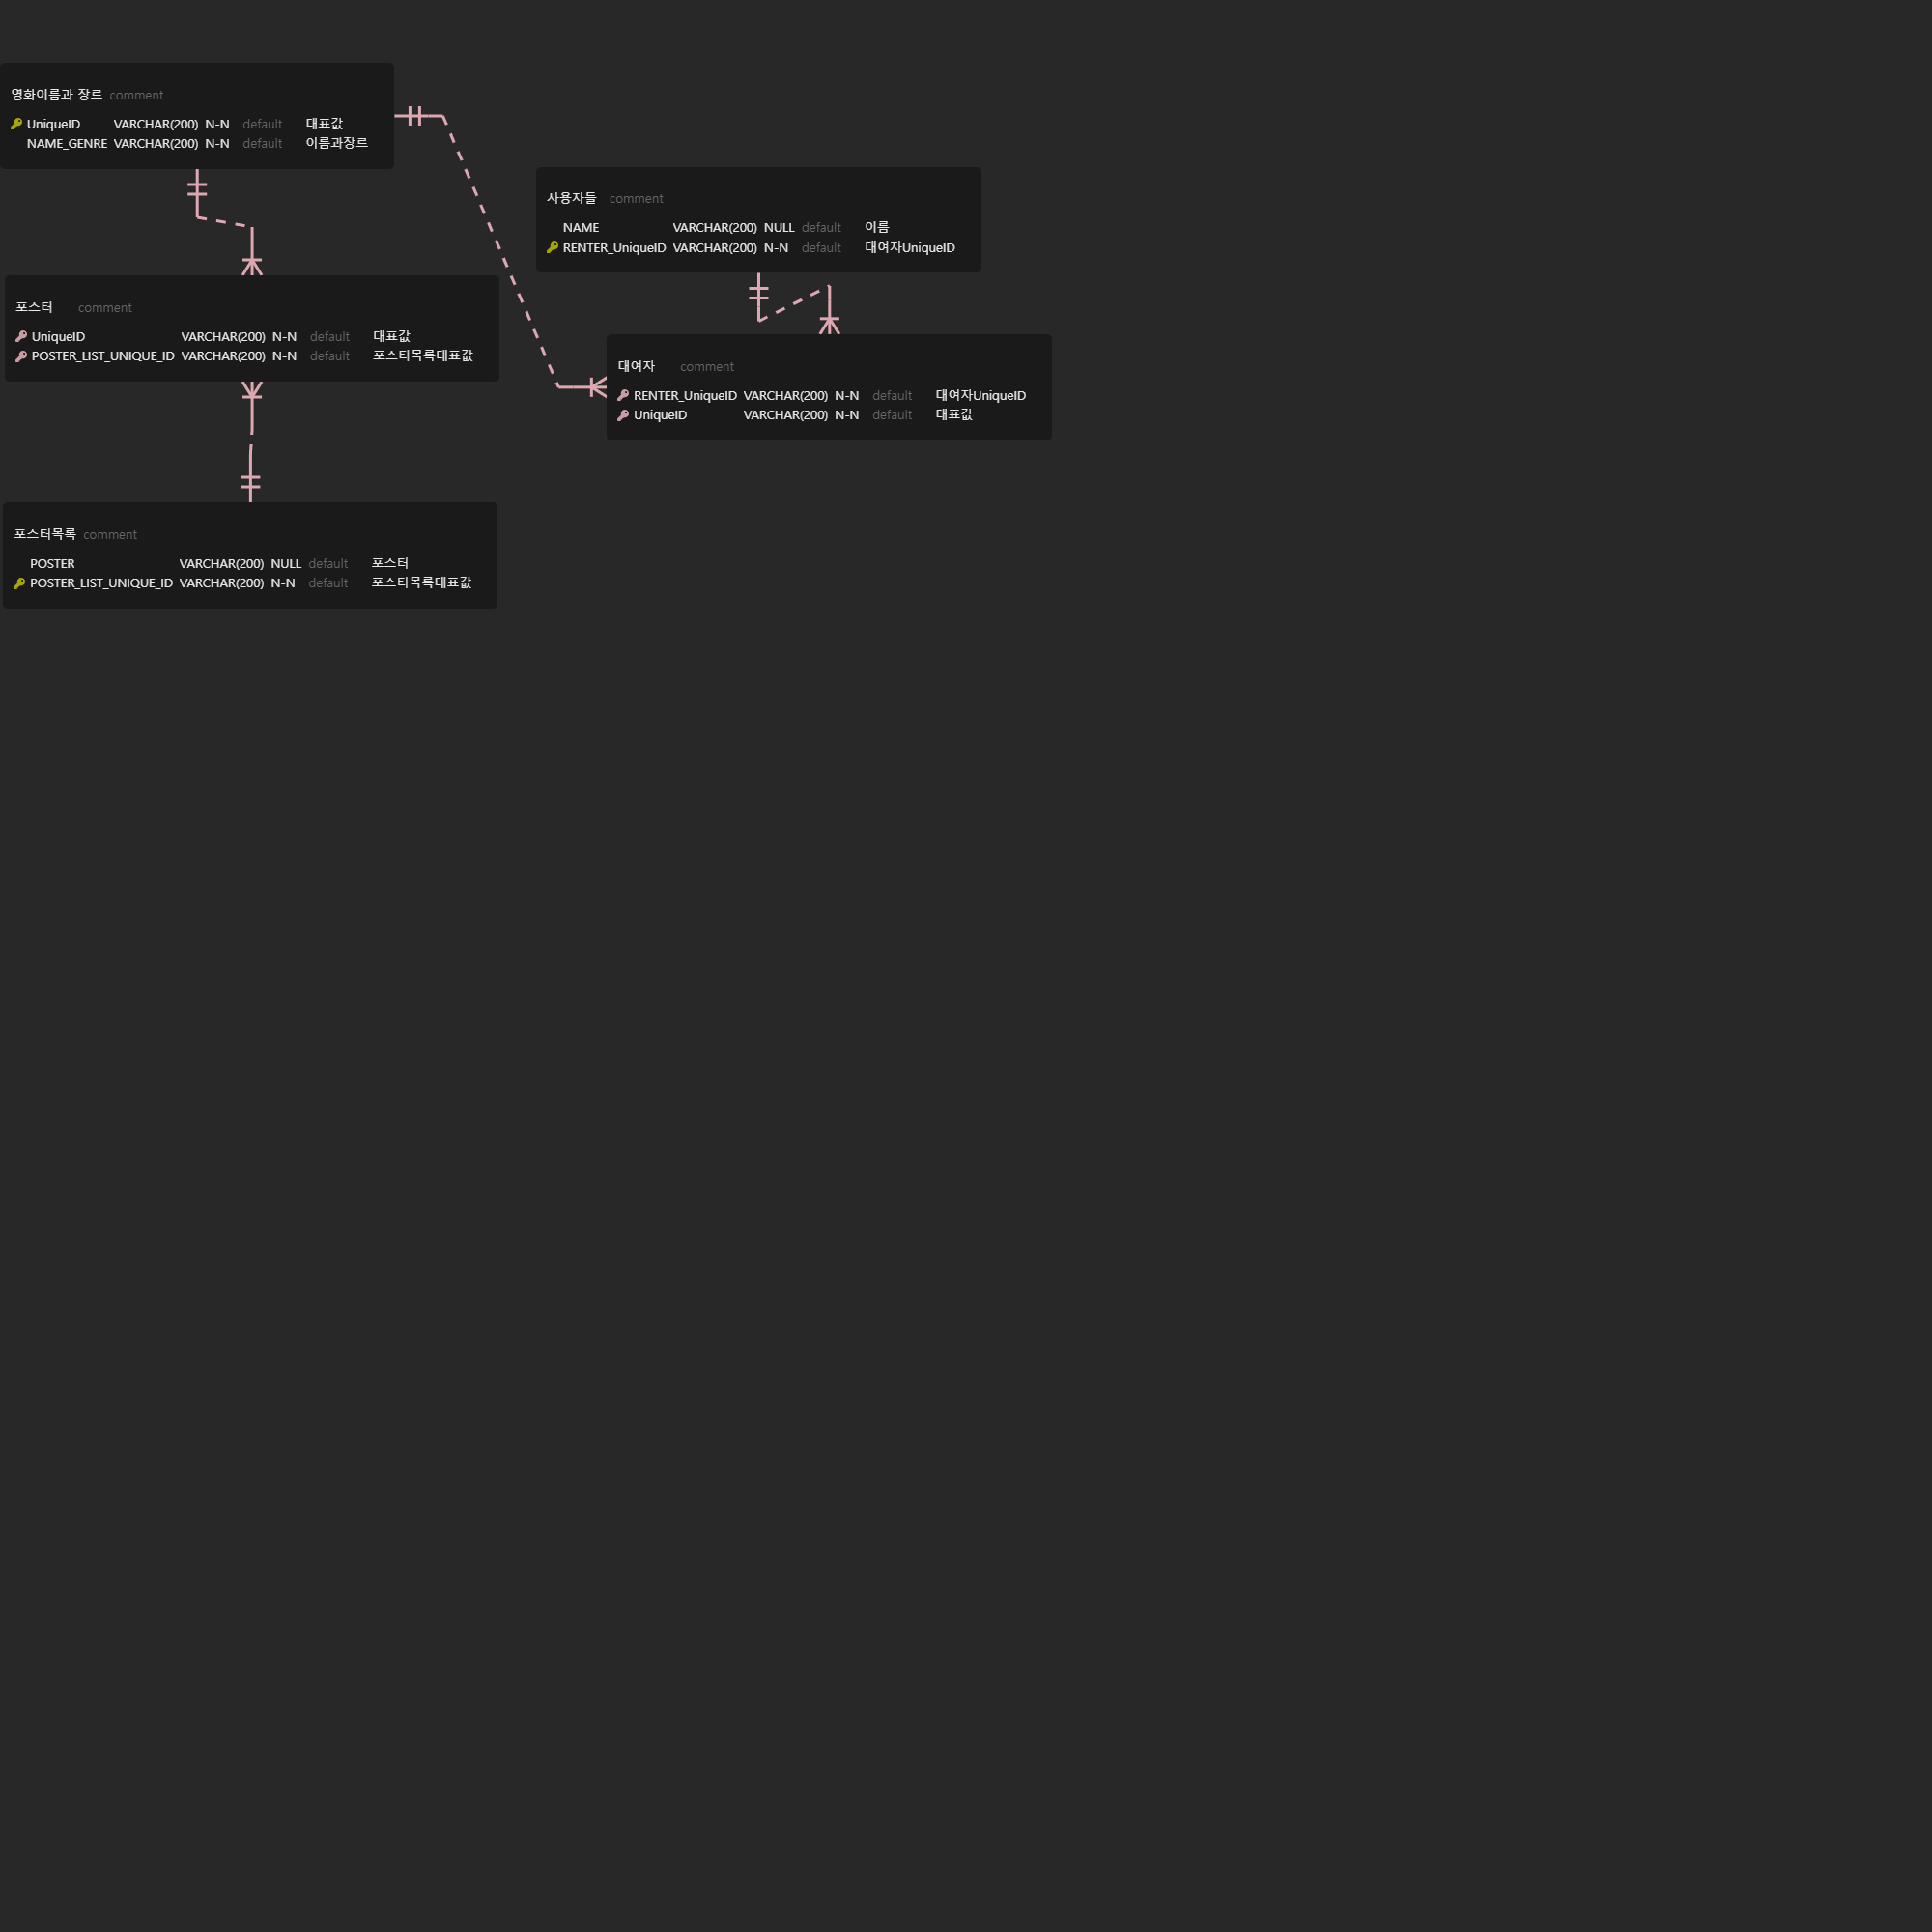 영화이름과 장르 comment
UniqueID VARCHAR(200) N-N default 대표값
NAME_GENRE VARCHAR(200) N-N default 이름과장르
사용자들 comment
NAME VARCHAR(200) NULL default 이름
RENTER_UniqueID VARCHAR(200) N-N default 대여자UniqueID
포스터 comment
UniqueID VARCHAR(200) N-N default 대표값
POSTER_LIST_UNIQUE_ID VARCHAR(200) N-N default 포스터목록대표값
대여자 comment
RENTER_UniqueID VARCHAR(200) N-N default 대여자UniqueID
UniqueID VARCHAR(200) N-N default 대표값
포스터목록 comment
POSTER VARCHAR(200) NULL default 포스터
POSTER_LIST_UNIQUE_ID VARCHAR(200) N-N default 포스터목록대표값